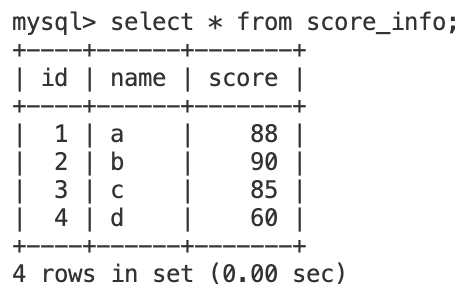 mysql> select * from score_info;
+----+------+-------+
| id | name | score |
+----+------+-------+
|  1 | a    |    88 |
|  2 | b    |    90 |
|  3 | c    |    85 |
|  4 | d    |    60 |
+----+------+-------+
4 rows in set (0.00 sec)